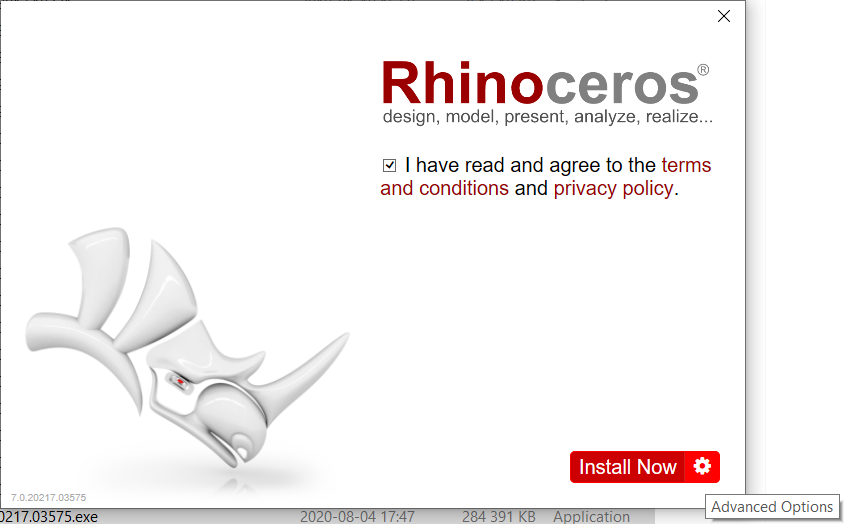 Rhinoceros®
design, model, present, analyze, realize...
I have read and agree to the terms
and conditions and privacy policy.
Install Now
7.0.20217.03575
Advanced Options
0217.03575.exe 2020-08-04 17:47 284 391 KB Application